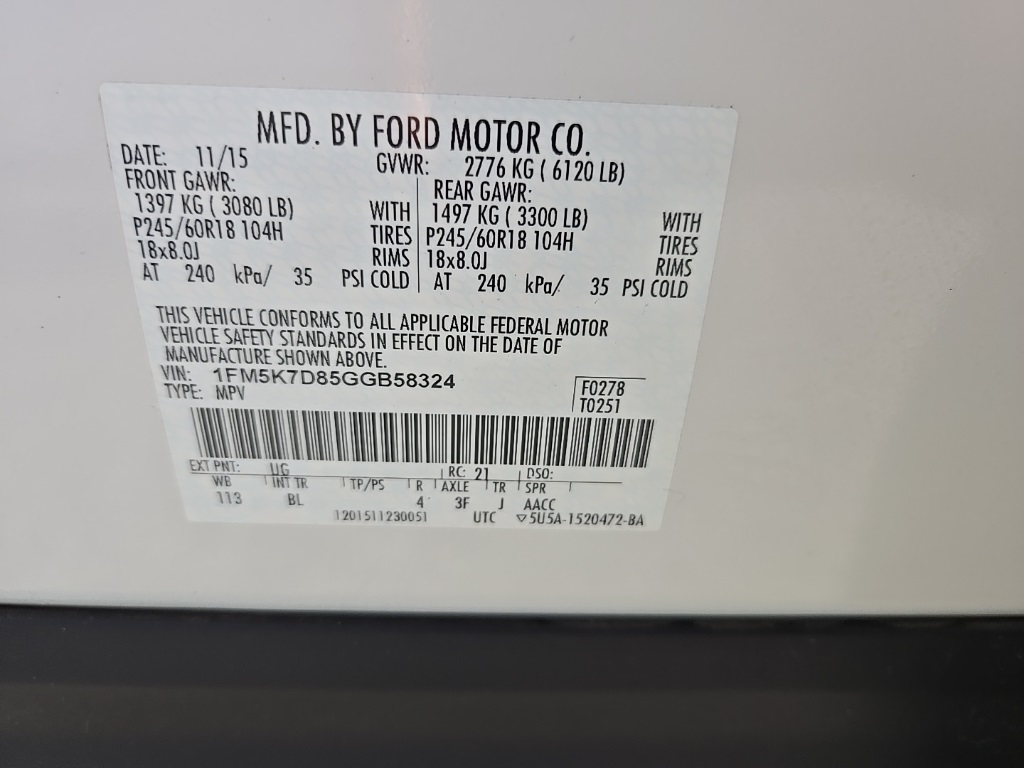 MFD. BY FORD MOTOR CO.
DATE: 11/15 GVWR: 2776 KG ( 6120 LB)
FRONT GAWR: REAR GAWR:
1397 KG ( 3080 LB) WITH 1497 KG ( 3300 LB) WITH
P245/60R18 104H TIRES P245/60R18 104H TIRES
18x8.0J RIMS 18x8.0J RIMS
AT 240 kPa/ 35 PSI COLD AT 240 kPa/ 35 PSI COLD
THIS VEHICLE CONFORMS TO ALL APPLICABLE FEDERAL MOTOR
VEHICLE SAFETY STANDARDS IN EFFECT ON THE DATE OF
MANUFACTURE SHOWN ABOVE.
VIN: 1FM5K7D85GGB58324 F0278
TYPE: MPV T0251
EXT PNT: UG RC: 21 DSO:
WB INT TR TP/PS R AXLE TR SPR
113 BL 4 3F J AACC
1201511230051 UTC ▽5U5A-1520472-BA